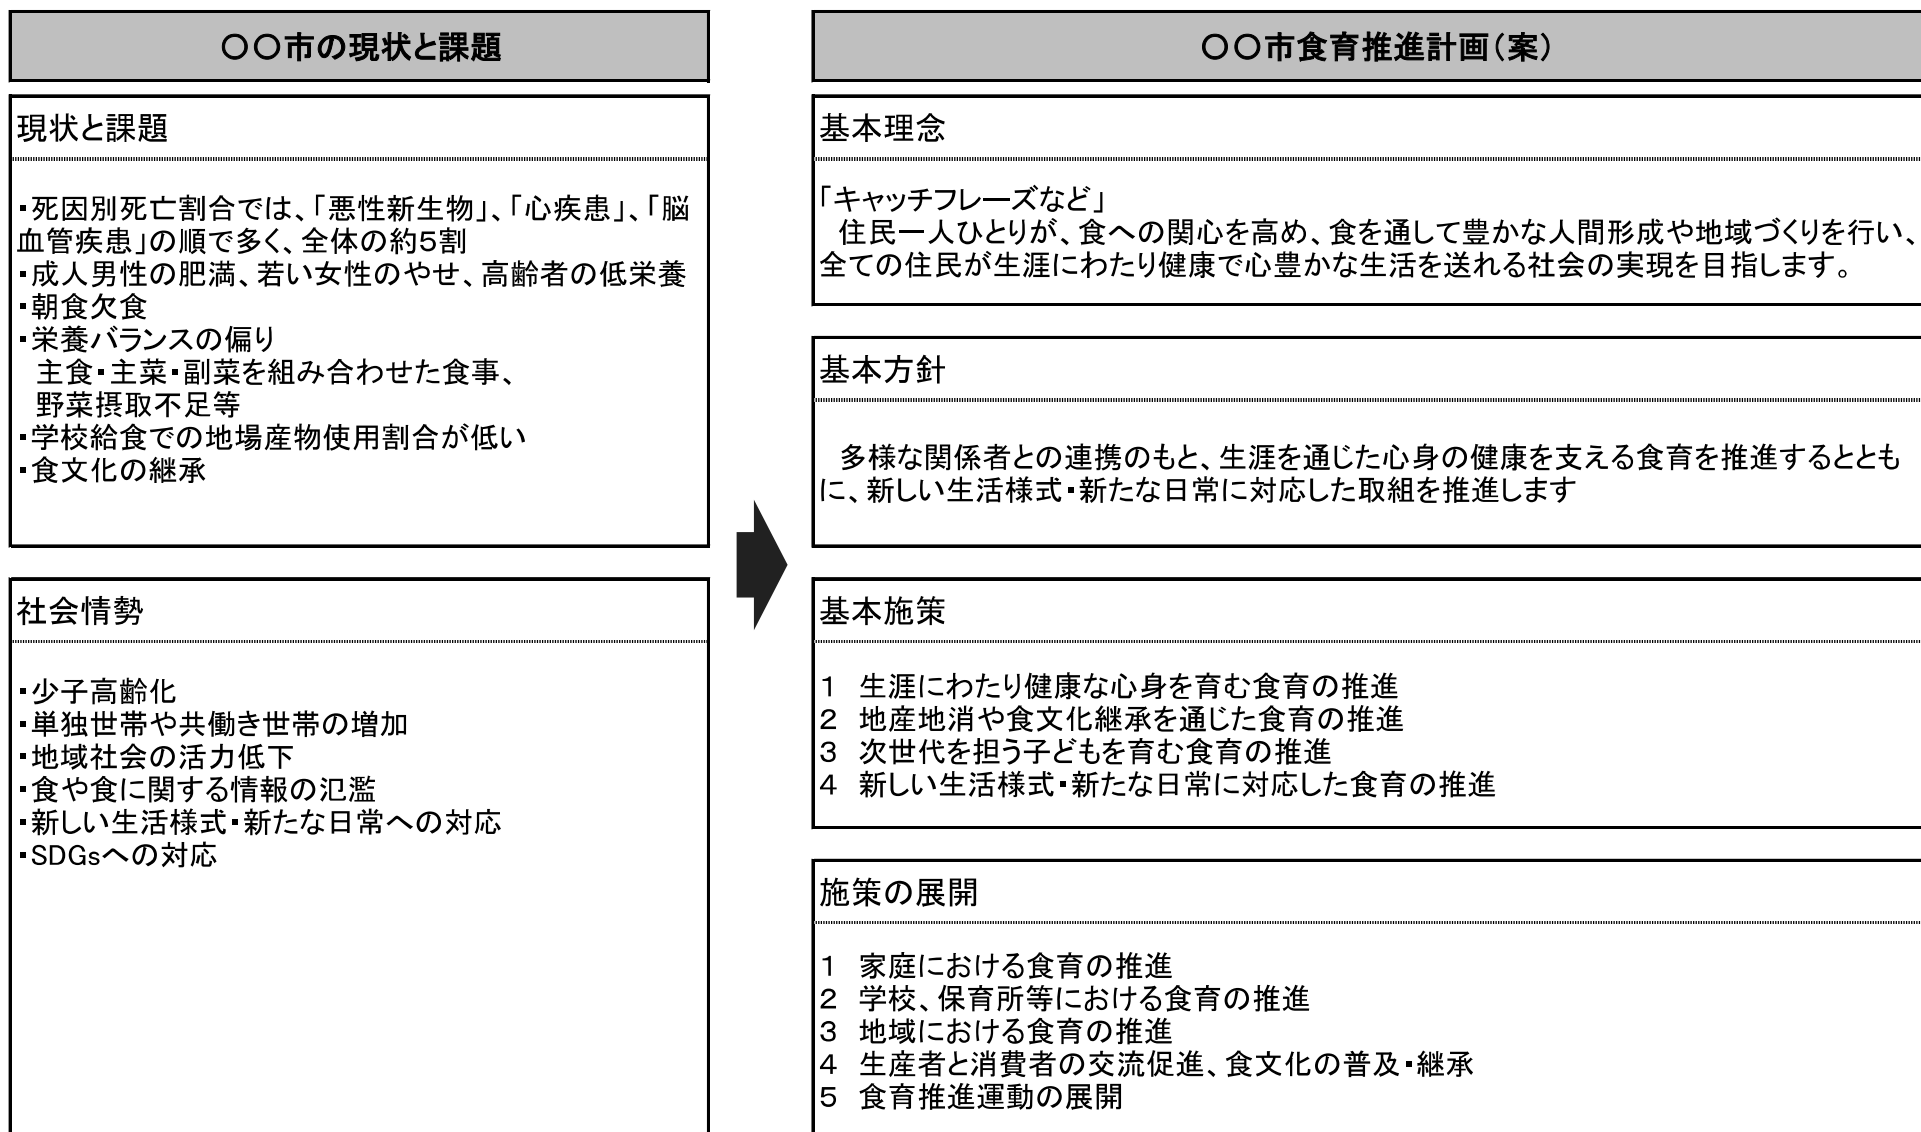 〇〇市の現状と課題
現状と課題
・死因別死亡割合では、「悪性新生物」、「心疾患」、「脳
血管疾患」の順で多く、全体の約5割
・成人男性の肥満、若い女性のやせ、高齢者の低栄養
・朝食欠食
・栄養バランスの偏り
主食・主菜・副菜を組み合わせた食事、
野菜摂取不足等
・学校給食での地場産物使用割合が低い
・食文化の継承
社会情勢
・少子高齢化
・単独世帯や共働き世帯の増加
・地域社会の活力低下
・食や食に関する情報の氾濫
・新しい生活様式・新たな日常への対応
・SDGsへの対応
〇〇市食育推進計画(案)
基本理念
「キャッチフレーズなど」
住民一人ひとりが、食への関心を高め、食を通して豊かな人間形成や地域づくりを行い、
全ての住民が生涯にわたり健康で心豊かな生活を送れる社会の実現を目指します。
基本方針
多様な関係者との連携のもと、生涯を通じた心身の健康を支える食育を推進するととも
に、新しい生活様式・新たな日常に対応した取組を推進します
基本施策
1 生涯にわたり健康な心身を育む食育の推進
2 地産地消や食文化継承を通じた食育の推進
3 次世代を担う子どもを育む食育の推進
4 新しい生活様式・新たな日常に対応した食育の推進
施策の展開
1 家庭における食育の推進
2 学校、保育所等における食育の推進
3 地域における食育の推進
4 生産者と消費者の交流促進、食文化の普及・継承
5 食育推進運動の展開